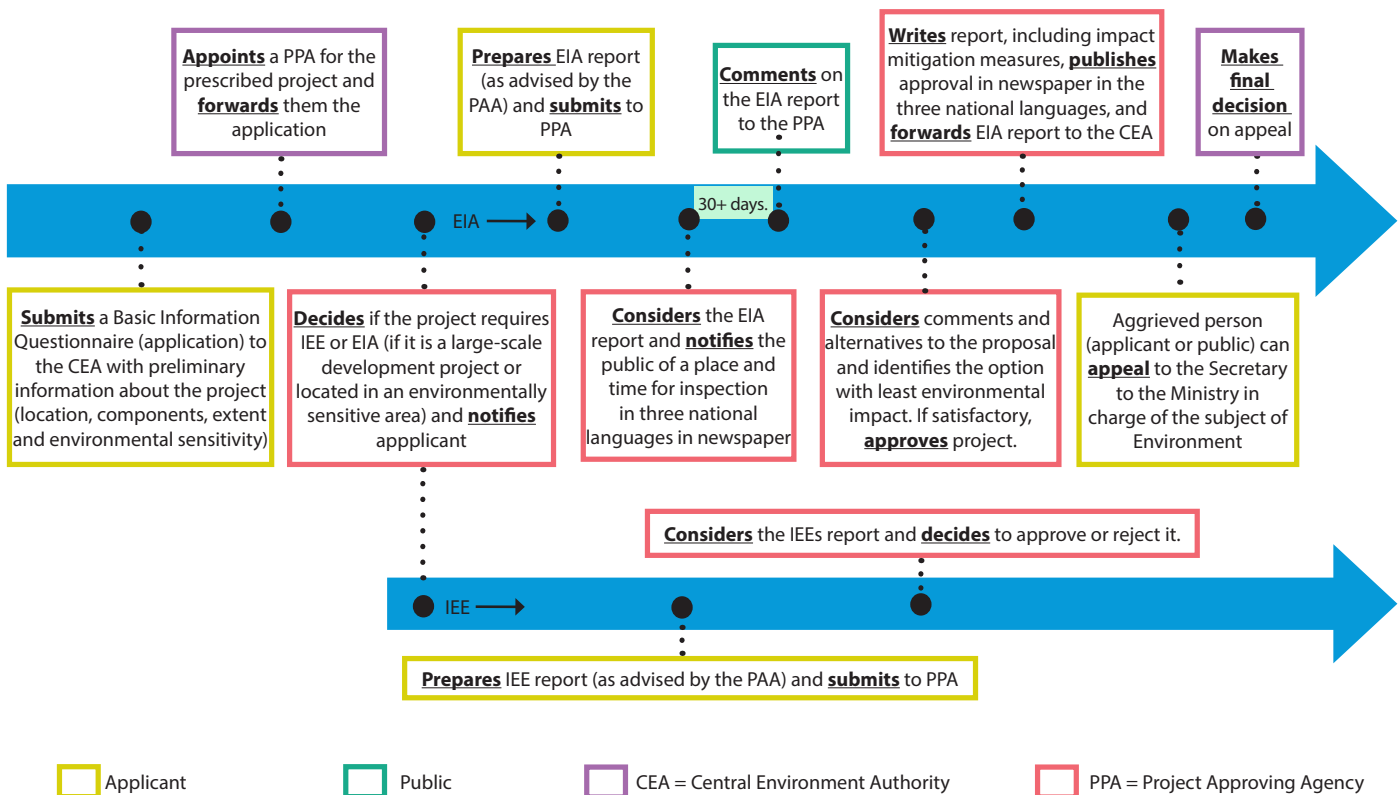 Appoints a PPA for the
prescribed project and
forwards them the
application
Prepares EIA report
(as advised by the
PAA) and submits to
PPA
Comments on
the EIA report
to the PPA
Writes report, including impact
mitigation measures, publishes
approval in newspaper in the
three national languages, and
forwards EIA report to the CEA
Makes
final
decision
on appeal
30+ days.
EIA
Submits a Basic Information
Questionnaire (application) to
the CEA with preliminary
information about the project
(location, components, extent
and environmental sensitivity)
Decides if the project requires
IEE or EIA (if it is a large-scale
development project or
located in an environmentally
sensitive area) and notifies
appplicant
Considers the EIA
report and notifies the
public of a place and
time for inspection
in three national
languages in newspaper
Considers comments and
alternatives to the proposal
and identifies the option
with least environmental
impact. If satisfactory,
approves project.
Aggrieved person
(applicant or public) can
appeal to the Secretary
to the Ministry in
charge of the subject of
Environment
Considers the IEEs report and decides to approve or reject it.
IEE
Prepares IEE report (as advised by the PAA) and submits to PPA
Applicant
Public
CEA = Central Environment Authority
PPA = Project Approving Agency